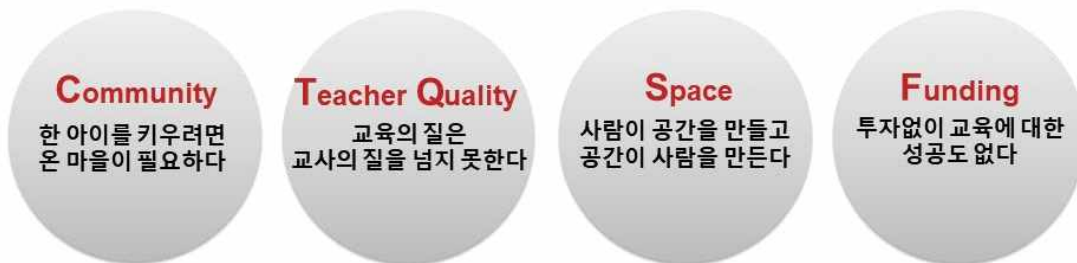 Community
한 아이를 키우려면
온 마을이 필요하다
Teacher Quality
교육의 질은
교사의 질을 넘지 못한다
Space
사람이 공간을 만들고
공간이 사람을 만든다
Funding
투자없이 교육에 대한
성공도 없다